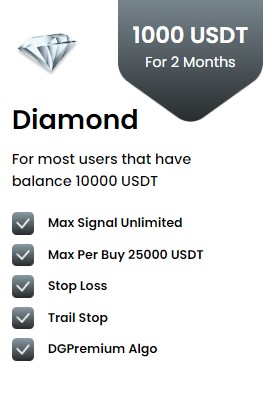 1000 USDT
For 2 Months
Diamond
For most users that have
balance 10000 USDT
Max Signal Unlimited
Max Per Buy 25000 USDT
Stop Loss
Trail Stop
DGPremium Algo